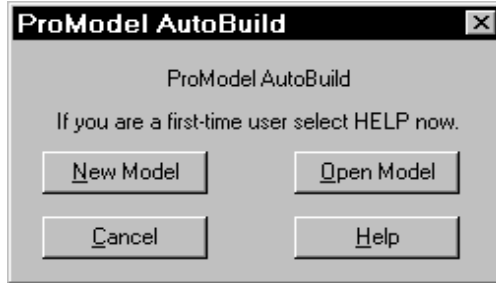 ProModel AutoBuild
ProModel AutoBuild
If you are a first-time user select HELP now.
New Model Open Model
Cancel Help